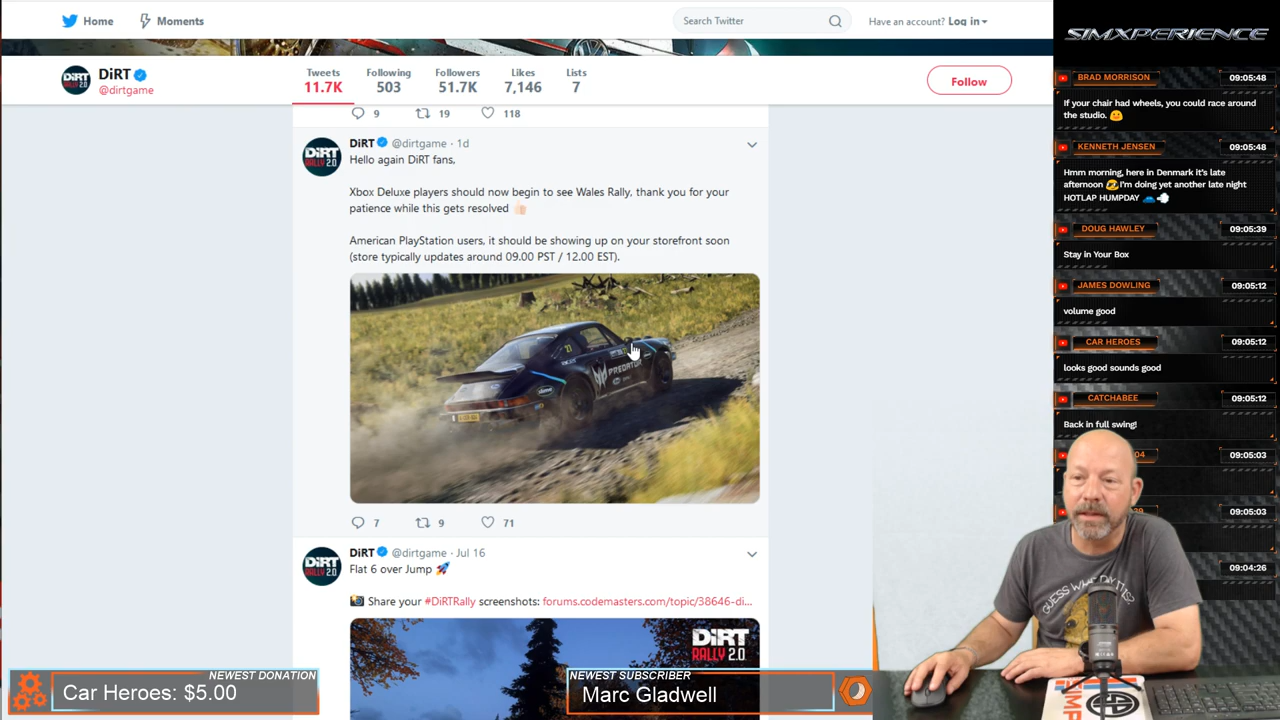 Home
Moments
Search Twitter
Have an account? Log in
DiRT
@dirtgame
Tweets
11.7K
Following
503
Followers
51.7K
Likes
7,146
Lists
7
Follow
9
19
118
DiRT @dirtgame · 1d
Hello again DiRT fans,
Xbox Deluxe players should now begin to see Wales Rally, thank you for your
patience while this gets resolved
American PlayStation users, it should be showing up on your storefront soon
(store typically updates around 09.00 PST / 12.00 EST).
PREDATOR
7
9
71
DiRT @dirtgame · Jul 16
Flat 6 over Jump
Share your #DiRTRally screenshots: forums.codemasters.com/topic/38646-di...
DiRT
RALLY 2.0
SIMXPERIENCE
BRAD MORRISON
09:05:48
If your chair had wheels, you could race around
the studio.
KENNETH JENSEN
09:05:48
Hmm morning, here in Denmark it's late
afternoon I'm doing yet another late night
HOTLAP HUMPDAY
DOUG HAWLEY
09:05:39
Stay in Your Box
JAMES DOWLING
09:05:12
volume good
CAR HEROES
09:05:12
looks good sounds good
CATCHABEE
09:05:12
Back in full swing!
09:05:03
09:05:03
09:04:26
GUESS WHAT DAY IT IS?
NEWEST DONATION
Car Heroes: $5.00
NEWEST SUBSCRIBER
Marc Gladwell